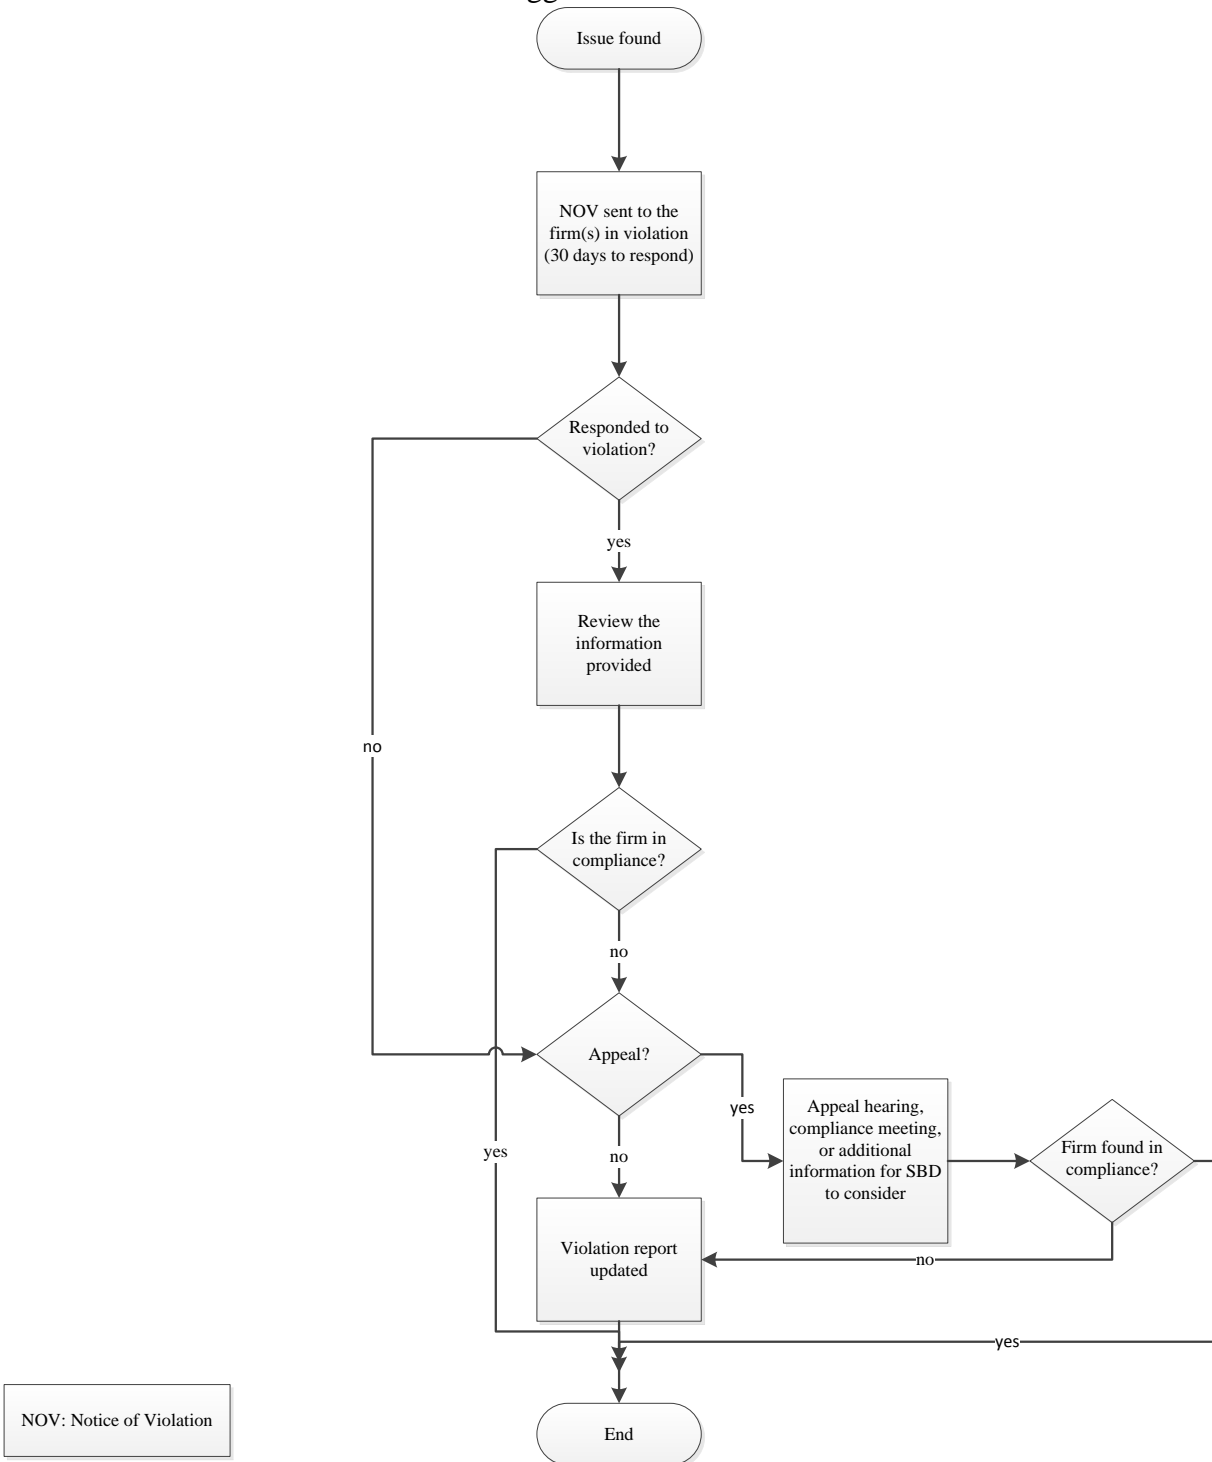 Issue found
NOV sent to the
firm(s) in violation
(30 days to respond)
Responded to
violation?
yes
Review the
information
provided
no
Is the firm in
compliance?
no
Appeal?
yes
Appeal hearing,
compliance meeting,
or additional
information for SBD
to consider
Firm found in
compliance?
yes
no
Violation report
updated
no
yes
NOV: Notice of Violation
End